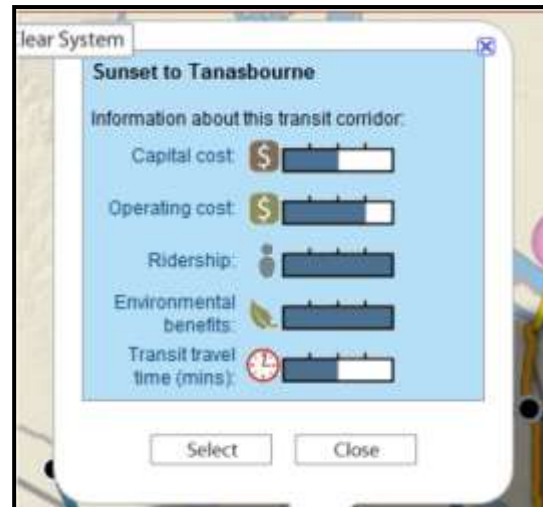 lear System
Sunset to Tanasbourne
Information about this transit corridor:
Capital cost: $
Operating cost: $
Ridership:
Environmental
benefits:
Transit travel
time (mins):
Select
Close